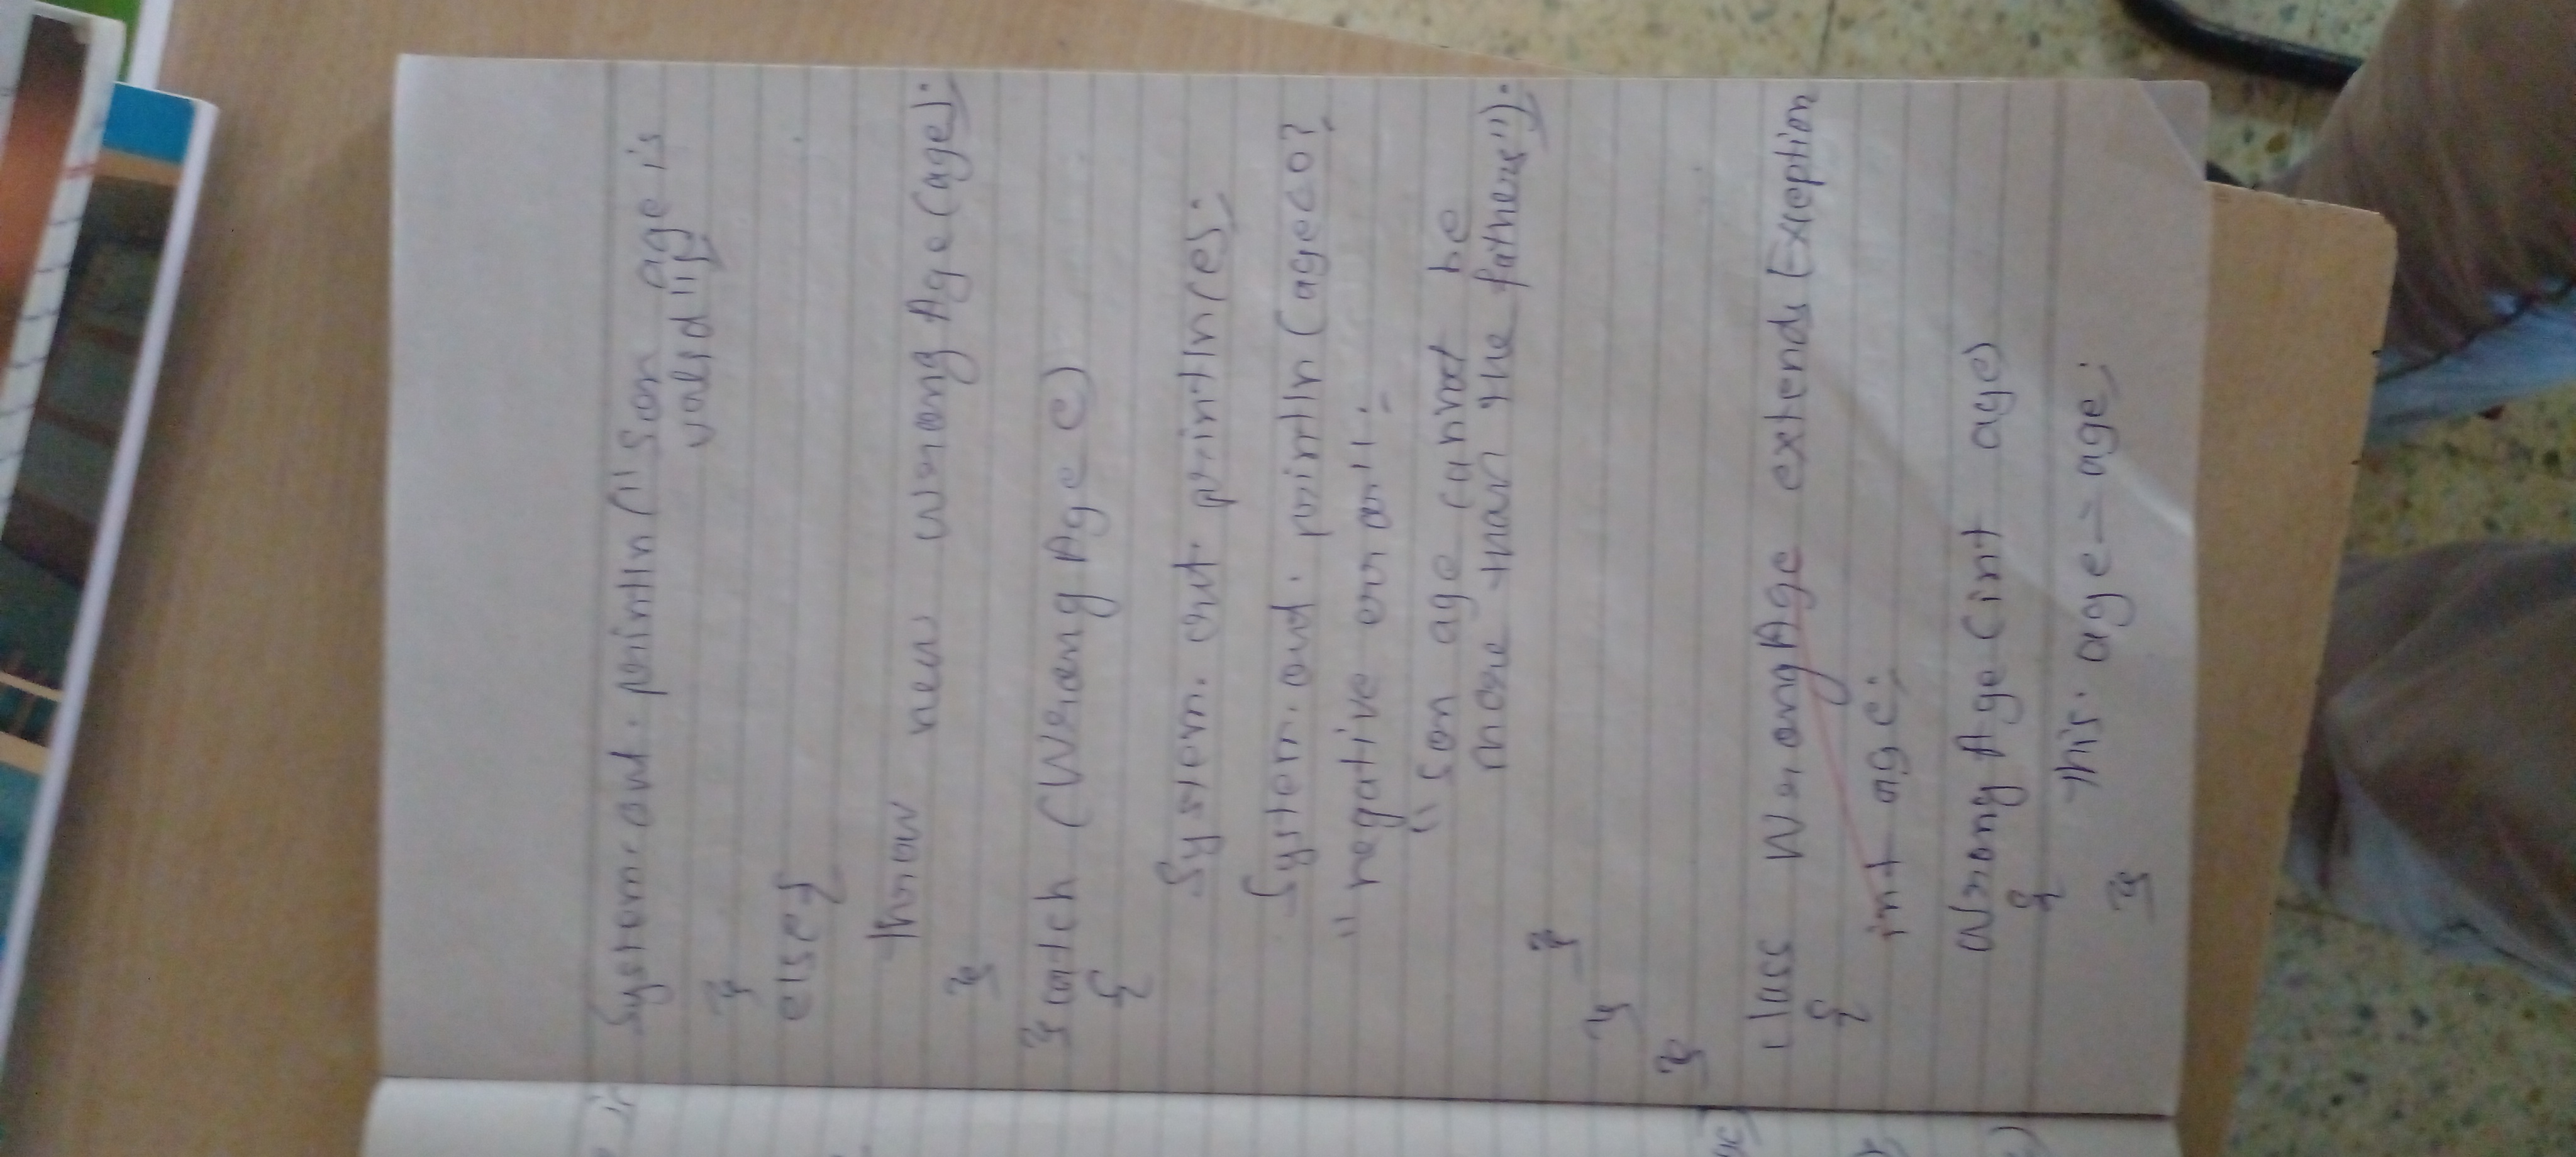 System.out.println("Son age is
valid");
}
else{
throw new WrongAge(age);
}
}catch (WrongAge e)
{
System.out.println(e);
System.out.println(age<0?
"negative error":
"Son age cannot be
more than the fathers");
}
}
}
class WrongAge extends Exception
{
int age;
WrongAge(int age)
{
this.age=age;
}